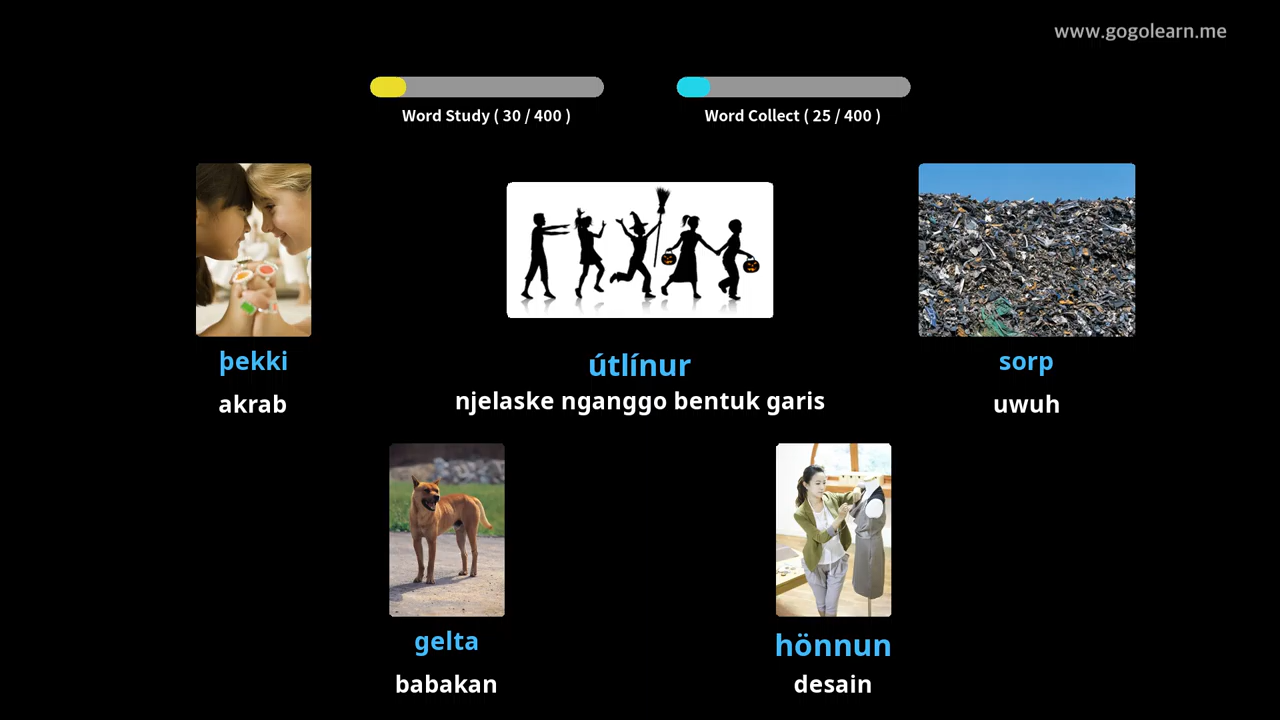 www.gogolearn.me
Word Study ( 30 / 400 )
Word Collect ( 25 / 400 )
þekki
akrab
útlínur
njelaske nganggo bentuk garis
sorp
uwuh
gelta
babakan
hönnun
desain